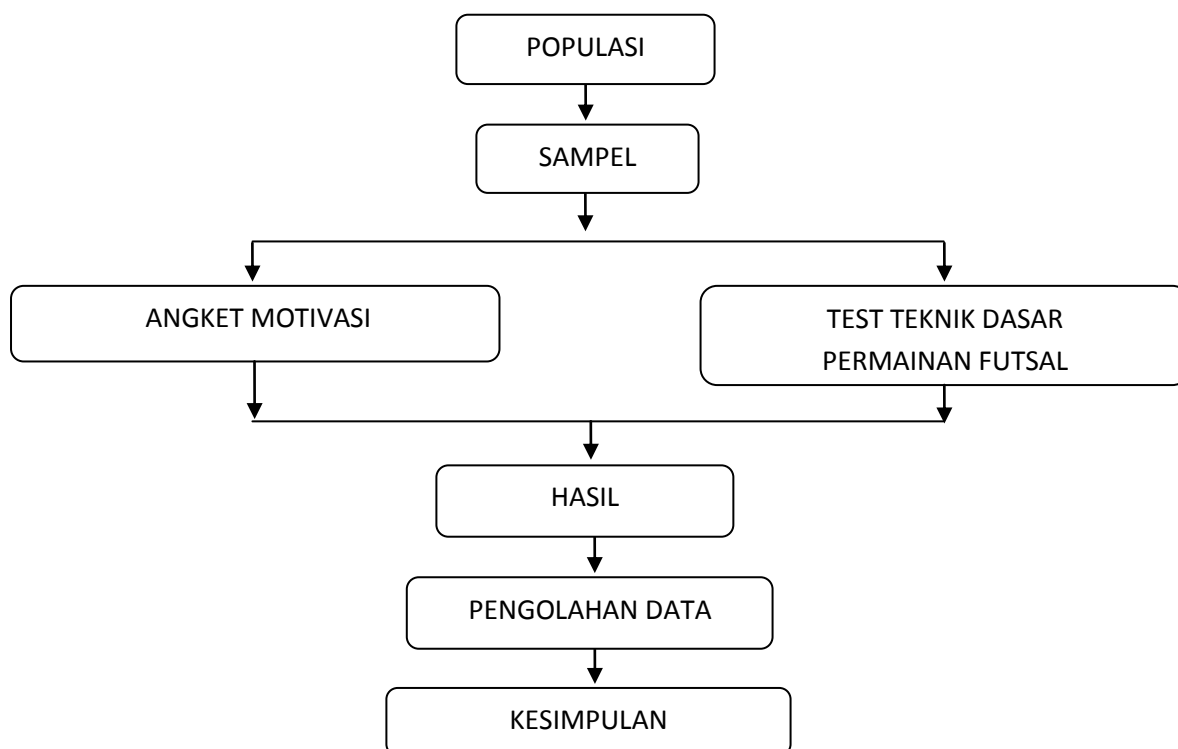 POPULASI
SAMPEL
ANGKET MOTIVASI
TEST TEKNIK DASAR
PERMAINAN FUTSAL
HASIL
PENGOLAHAN DATA
KESIMPULAN